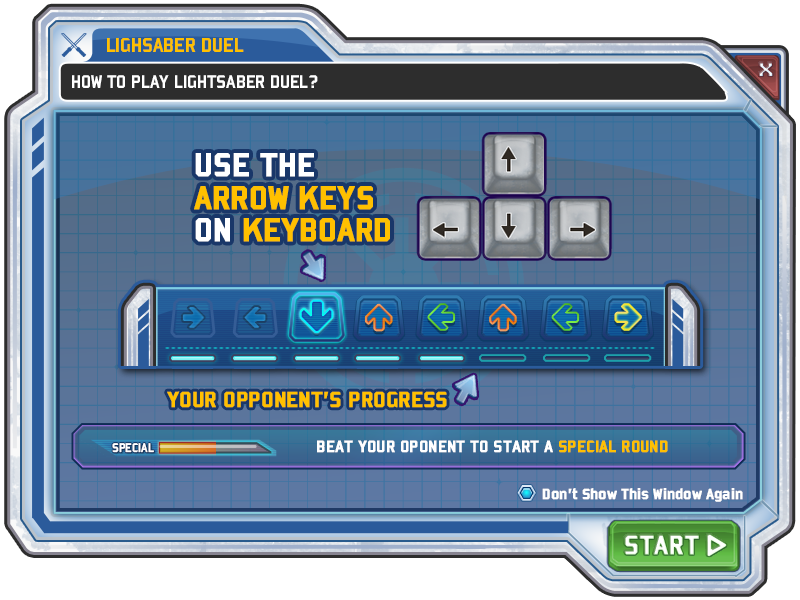 LIGHSABER DUEL
HOW TO PLAY LIGHTSABER DUEL?
USE THE
ARROW KEYS
ON KEYBOARD
YOUR OPPONENT'S PROGRESS
SPECIAL
BEAT YOUR OPONENT TO START A SPECIAL ROUND
Don't Show This Window Again
START